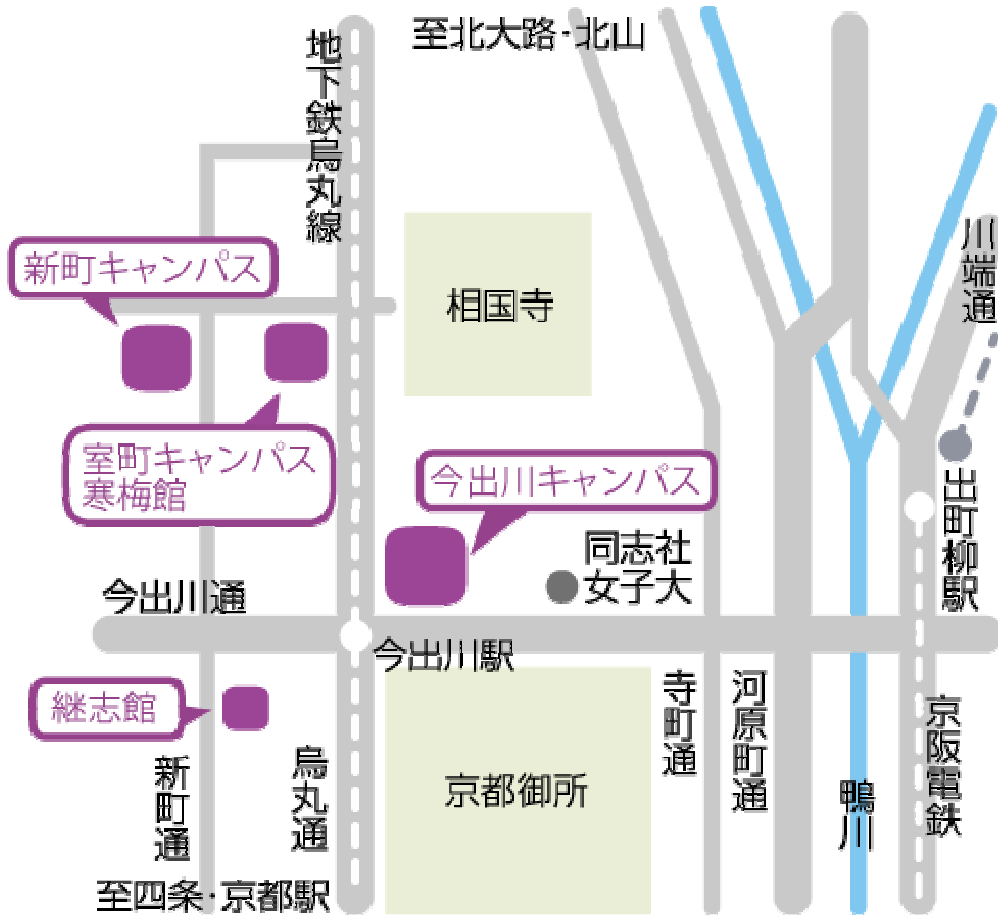 至北大路・北山
地下鉄烏丸線
川端通
新町キャンパス
相国寺
室町キャンパス
寒梅館
今出川キャンパス
出町柳駅
同志社
女子大
今出川通
今出川駅
継志館
寺町通
河原町通
京阪電鉄
新町通
烏丸通
京都御所
鴨川
至四条・京都駅